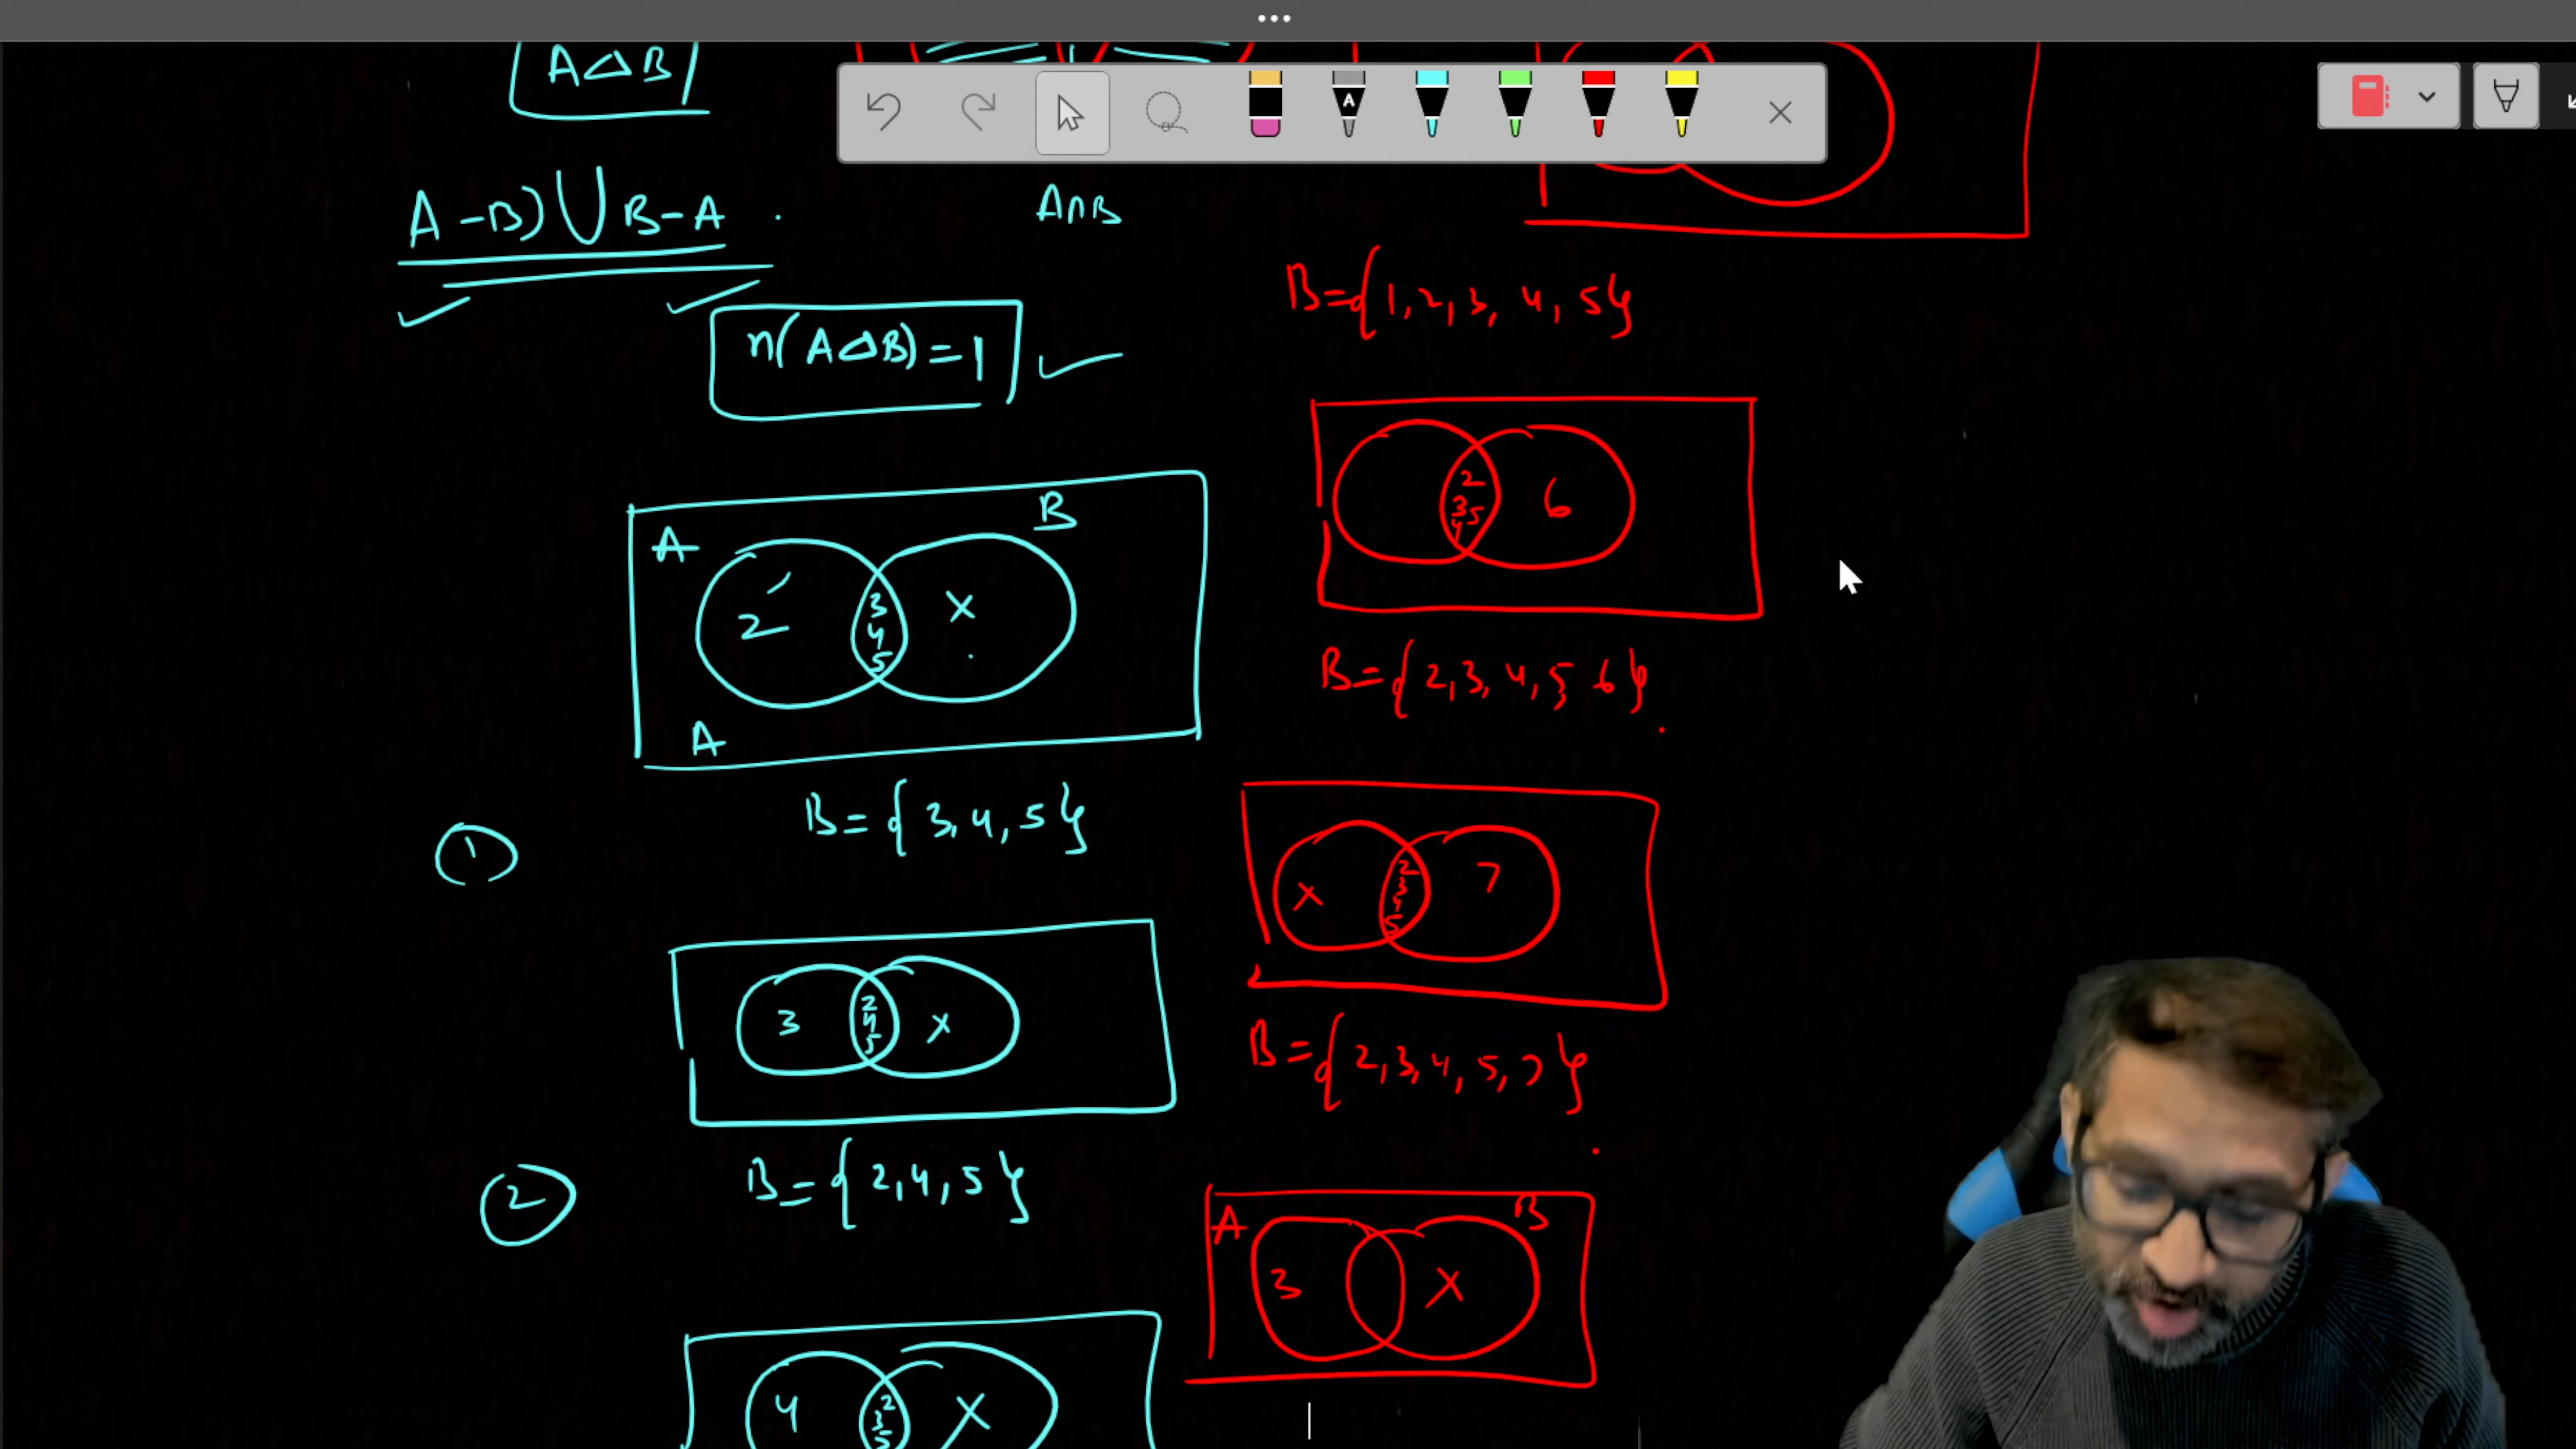 A△B
A-B)⋃B-A .
A∩B
n(A△B)=1
A
B
2
3
4
5
x
A
B={3,4,5}
1
3
2
4
5
x
B={2,4,5}
2
4
2
3
5
X
B={1,2,3,4,5}
2
3 5
4
6
B={2,3,4,5 6}
x
2
3
5
7
B={2,3,4,5,7}
A
B
3
X
A